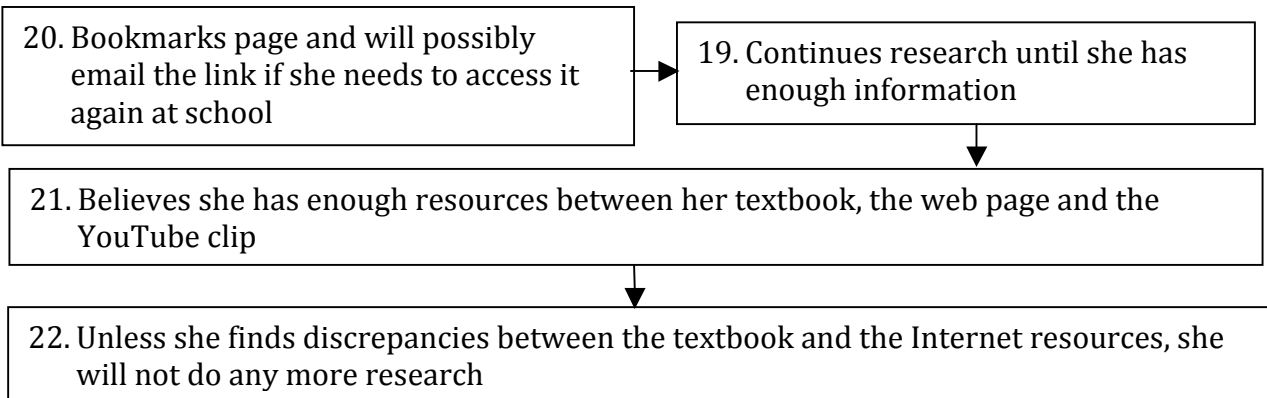 20. Bookmarks page and will possibly
email the link if she needs to access it
again at school
19. Continues research until she has
enough information
21. Believes she has enough resources between her textbook, the web page and the
YouTube clip
22. Unless she finds discrepancies between the textbook and the Internet resources, she
will not do any more research